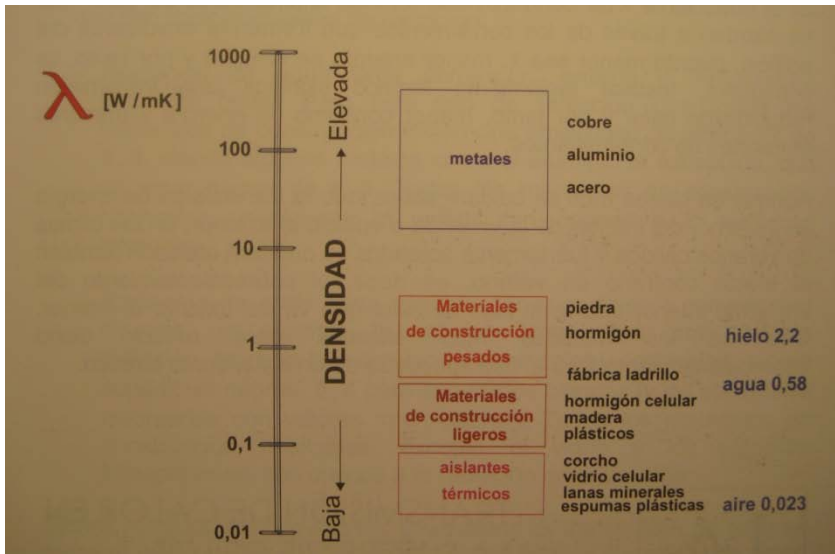 λ [W/mK]
1000
100
10
1
0,1
0,01
Baja DENSIDAD Elevada
metales
cobre
aluminio
acero
Materiales
de construcción
pesados
piedra
hormigón
fábrica ladrillo
hielo 2,2
agua 0,58
Materiales
de construcción
ligeros
hormigón celular
madera
plásticos
aislantes
térmicos
corcho
vidrio celular
lanas minerales
espumas plásticas
aire 0,023